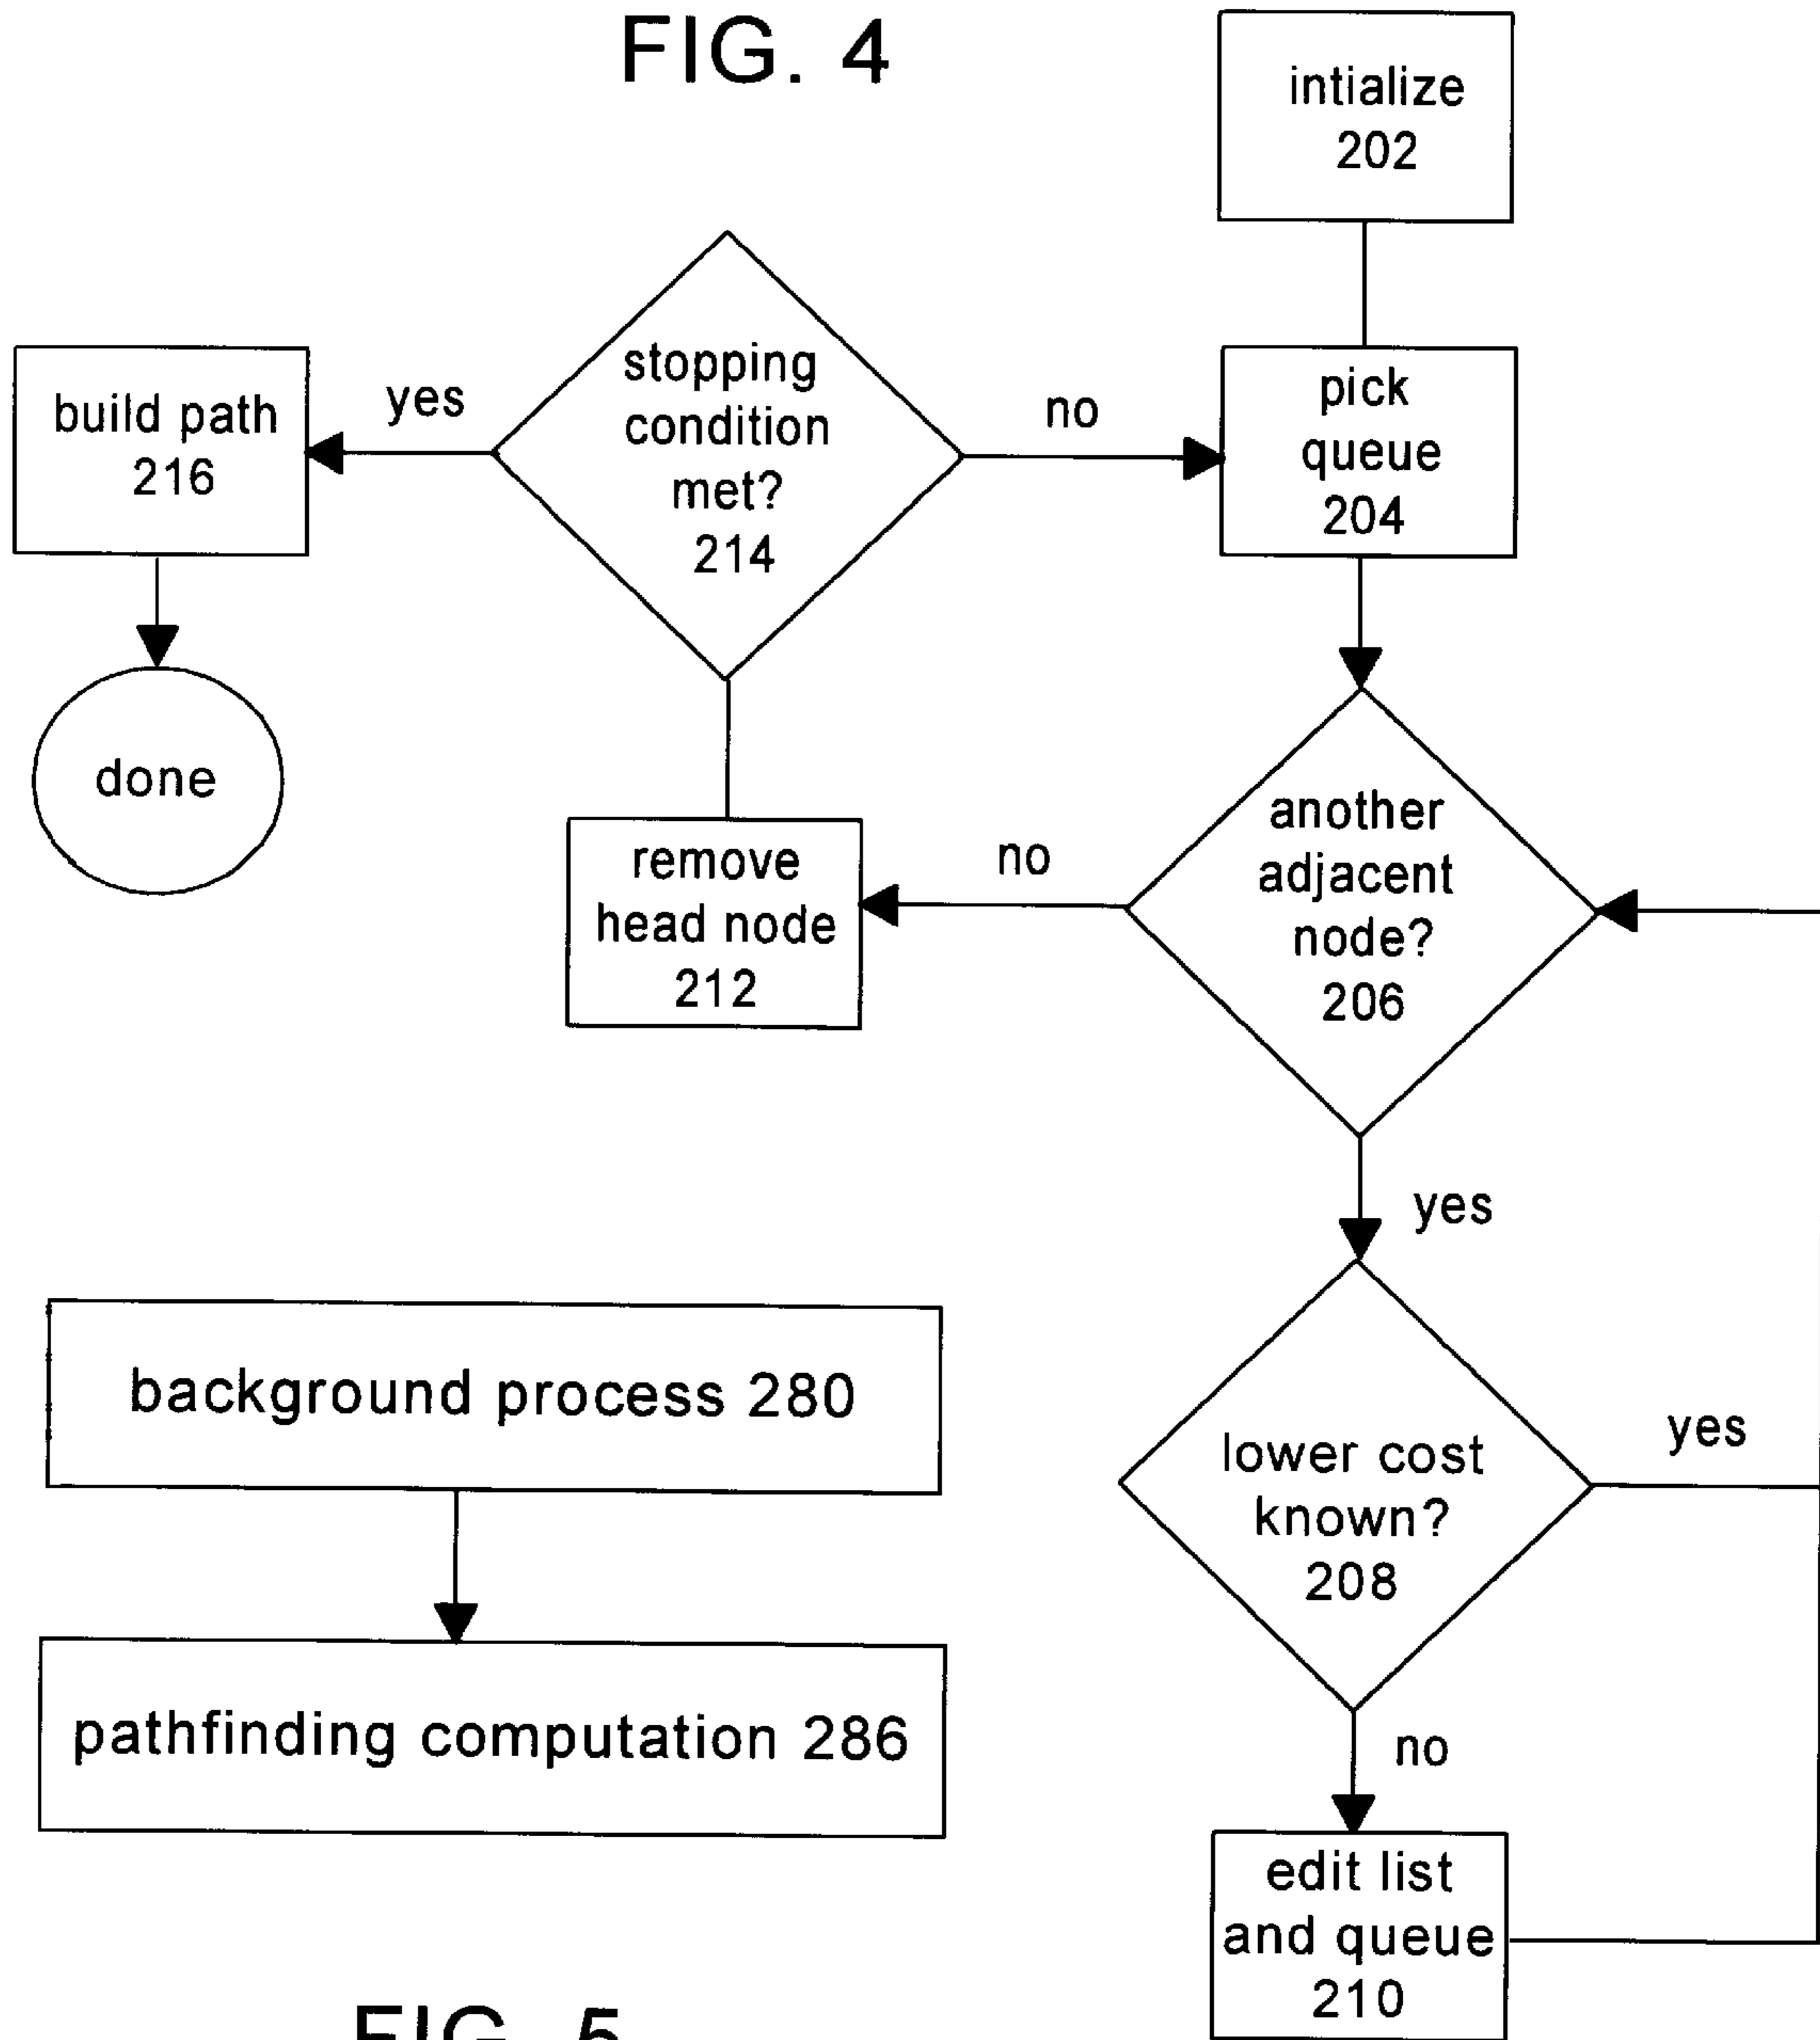 FIG. 4
intialize
202
pick
queue
204
stopping
condition
met?
214
yes
no
build path
216
done
another
adjacent
node?
206
no
remove
head node
212
yes
lower cost
known?
208
yes
no
edit list
and queue
210
background process 280
pathfinding computation 286
FIG. 5